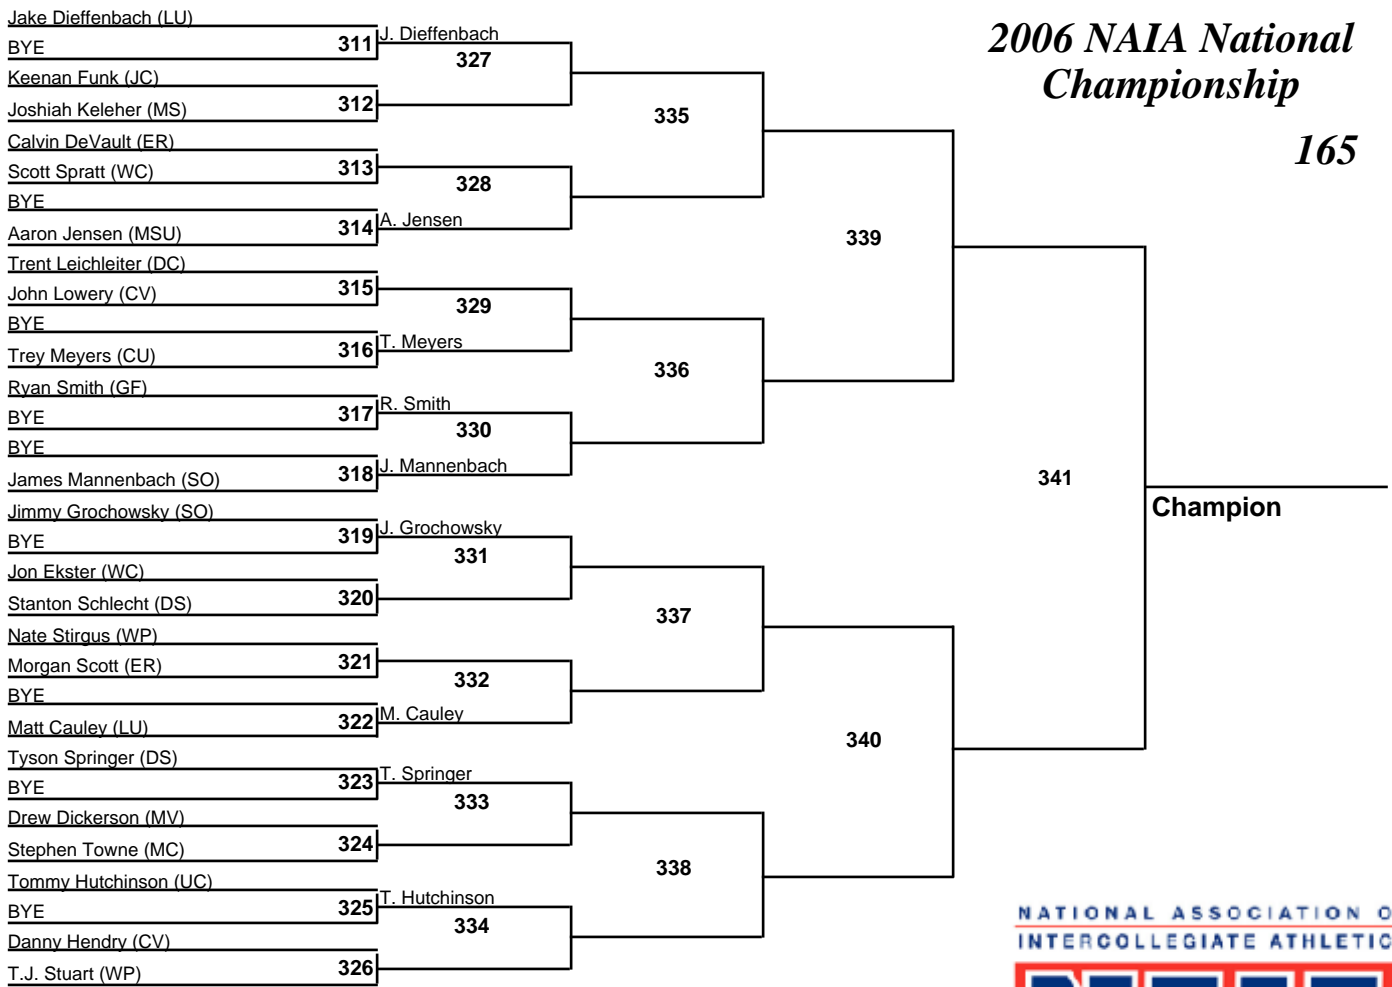 Jake Dieffenbach (LU)
BYE
311
J. Dieffenbach
327
Keenan Funk (JC)
Joshiah Keleher (MS)
312
335
Calvin DeVault (ER)
Scott Spratt (WC)
313
328
BYE
Aaron Jensen (MSU)
314
A. Jensen
339
Trent Leichleiter (DC)
John Lowery (CV)
315
329
BYE
Trey Meyers (CU)
316
T. Meyers
336
Ryan Smith (GF)
BYE
317
R. Smith
330
BYE
James Mannenbach (SO)
318
J. Mannenbach
341
Champion
Jimmy Grochowsky (SO)
BYE
319
J. Grochowsky
331
Jon Ekster (WC)
Stanton Schlecht (DS)
320
337
Nate Stirgus (WP)
Morgan Scott (ER)
321
332
BYE
Matt Cauley (LU)
322
M. Cauley
340
Tyson Springer (DS)
BYE
323
T. Springer
333
Drew Dickerson (MV)
Stephen Towne (MC)
324
338
Tommy Hutchinson (UC)
BYE
325
T. Hutchinson
334
Danny Hendry (CV)
T.J. Stuart (WP)
326
2006 NAIA National
Championship
165
NATIONAL ASSOCIATION O
INTERCOLLEGIATE ATHLETIC